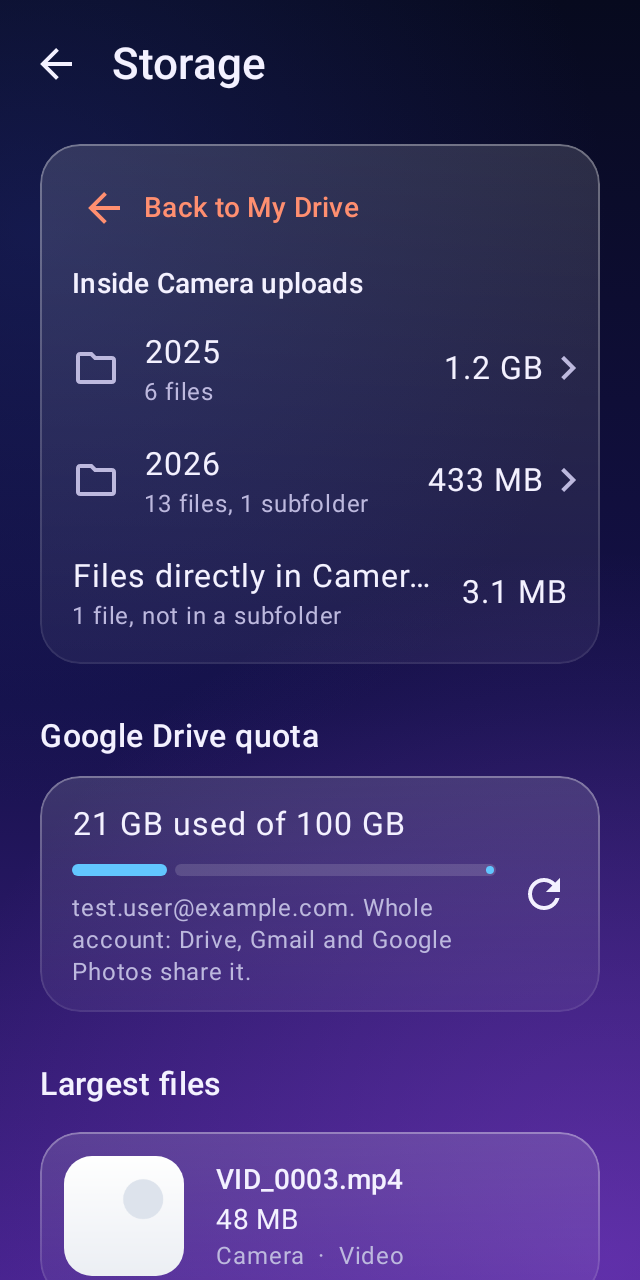 Storage
Back to My Drive
Inside Camera uploads
2025
6 files
1.2 GB
2026
13 files, 1 subfolder
433 MB
Files directly in Camer…
1 file, not in a subfolder
3.1 MB
Google Drive quota
21 GB used of 100 GB
test.user@example.com. Whole
account: Drive, Gmail and Google
Photos share it.
Largest files
VID_0003.mp4
48 MB
Camera · Video